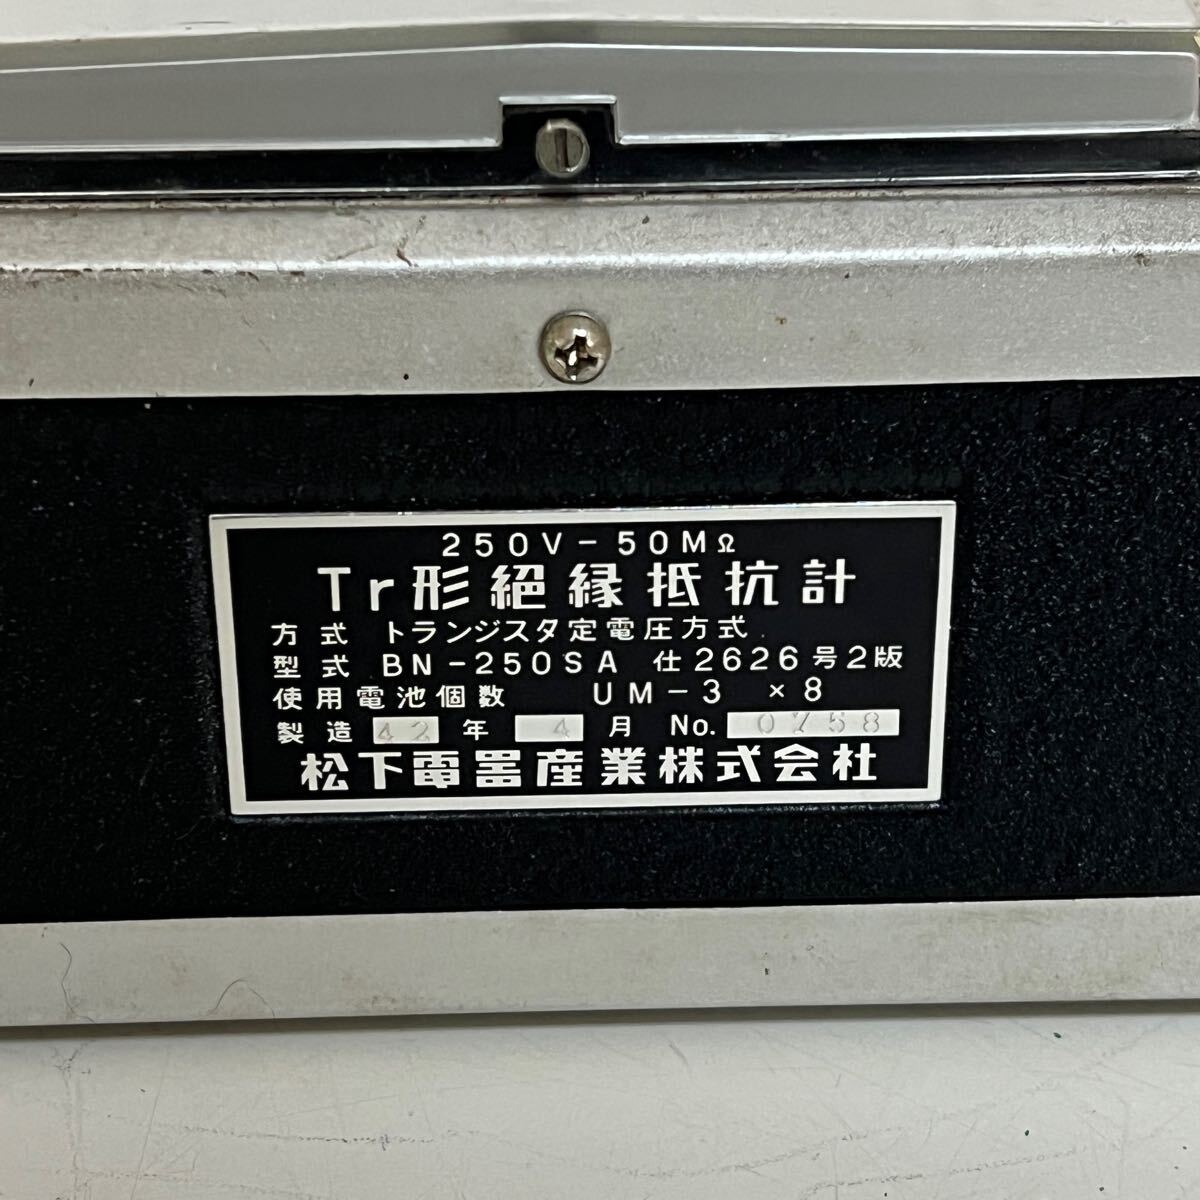 250V-50MΩ
Tr形絶縁抵抗計
方式 トランジスタ定電圧方式
型式 BN-250SA 仕2626号2版
使用電池個数 UM-3 ×8
製造 42 年 4 月 No. 0758
松下電器産業株式会社